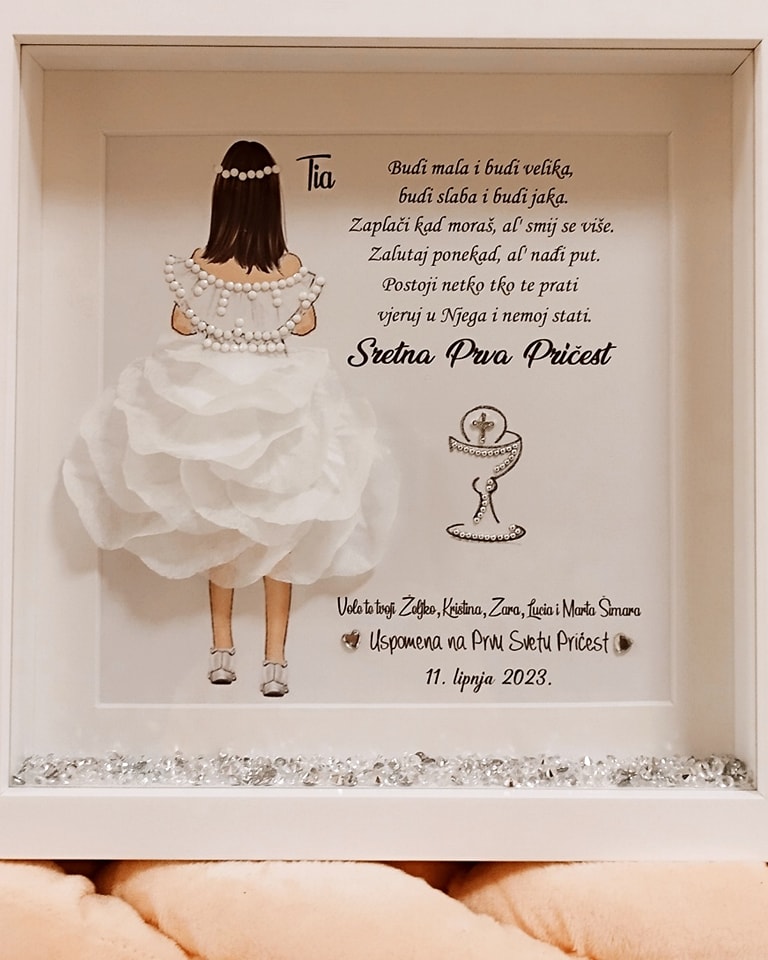 Tia
Budi mala i budi velika,
budi slaba i budi jaka.
Zaplači kad moraš, al' smij se više.
Zalutaj ponekad, al' nađi put.
Postoji netko tko te prati
vjeruj u Njega i nemoj stati.
Sretna Prva Pričest
Vole te tvoji Željko, Kristina, Zara, Lucia i Marta Šimara
Uspomena na Prvu Svetu Pričest
11. lipnja 2023.